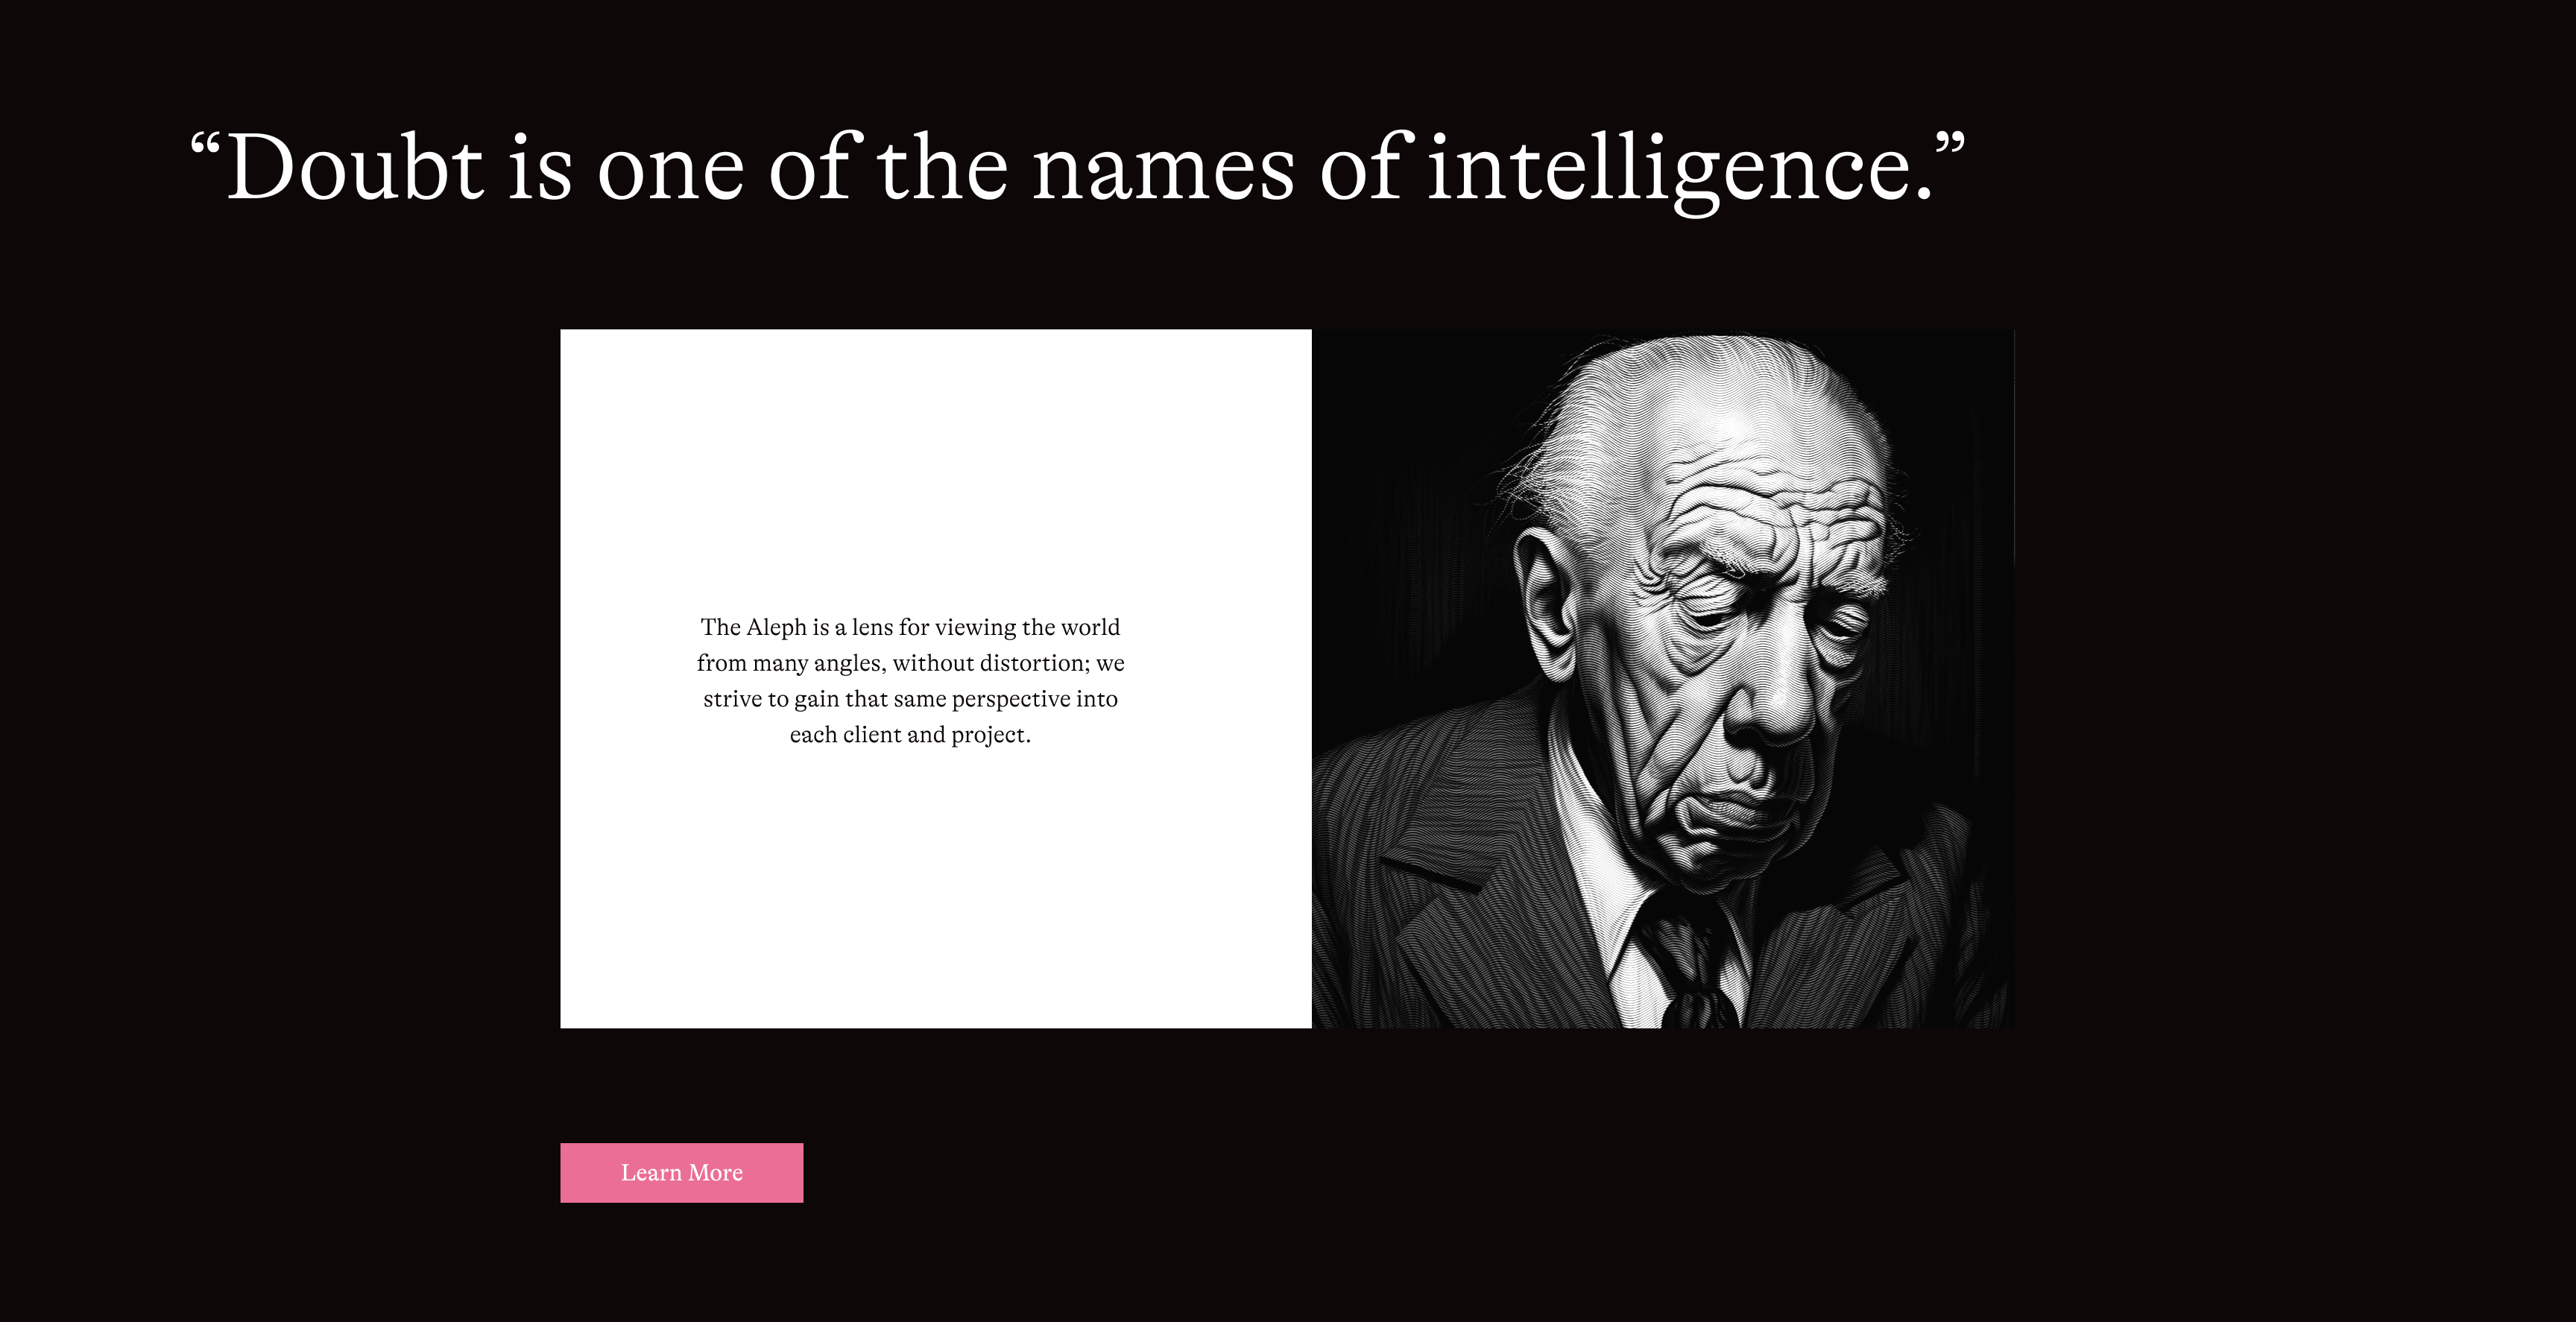 “Doubt is one of the names of intelligence.”
The Aleph is a lens for viewing the world
from many angles, without distortion; we
strive to gain that same perspective into
each client and project.
Learn More